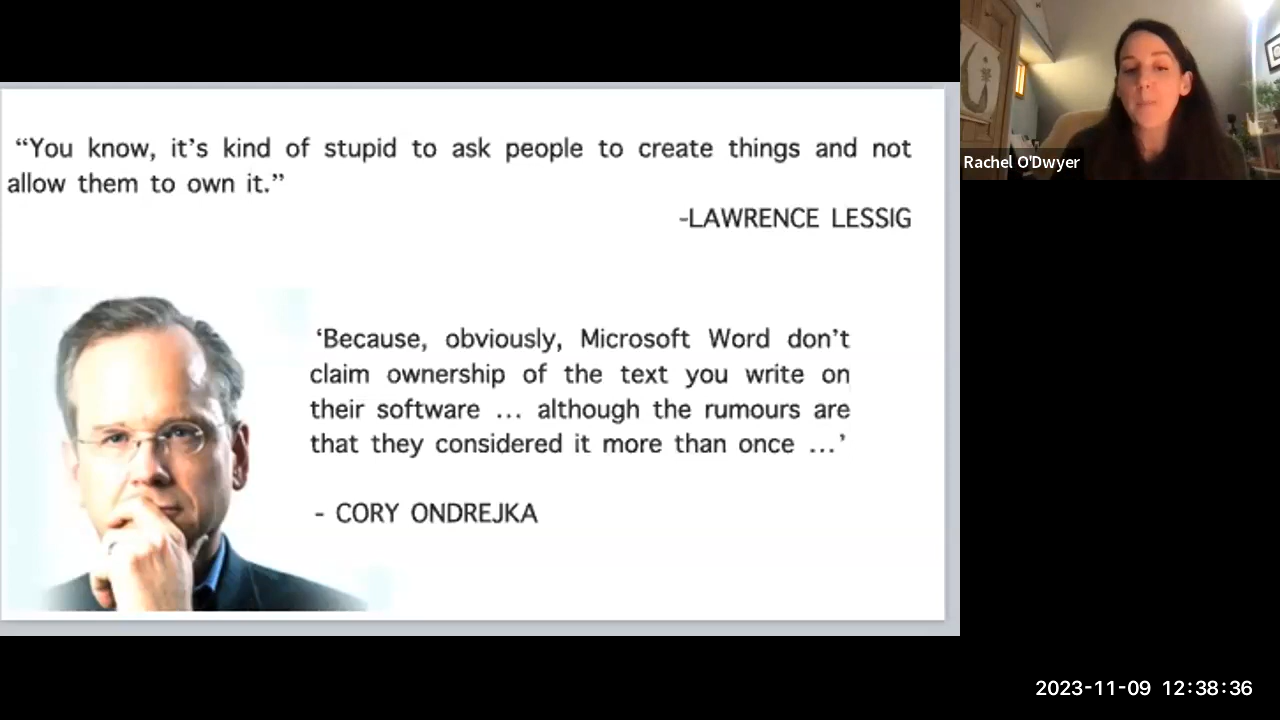 “You know, it’s kind of stupid to ask people to create things and not
allow them to own it.”
-LAWRENCE LESSIG
‘Because, obviously, Microsoft Word don’t
claim ownership of the text you write on
their software … although the rumours are
that they considered it more than once …’
- CORY ONDREJKA
Rachel O'Dwyer
2023-11-09 12:38:36